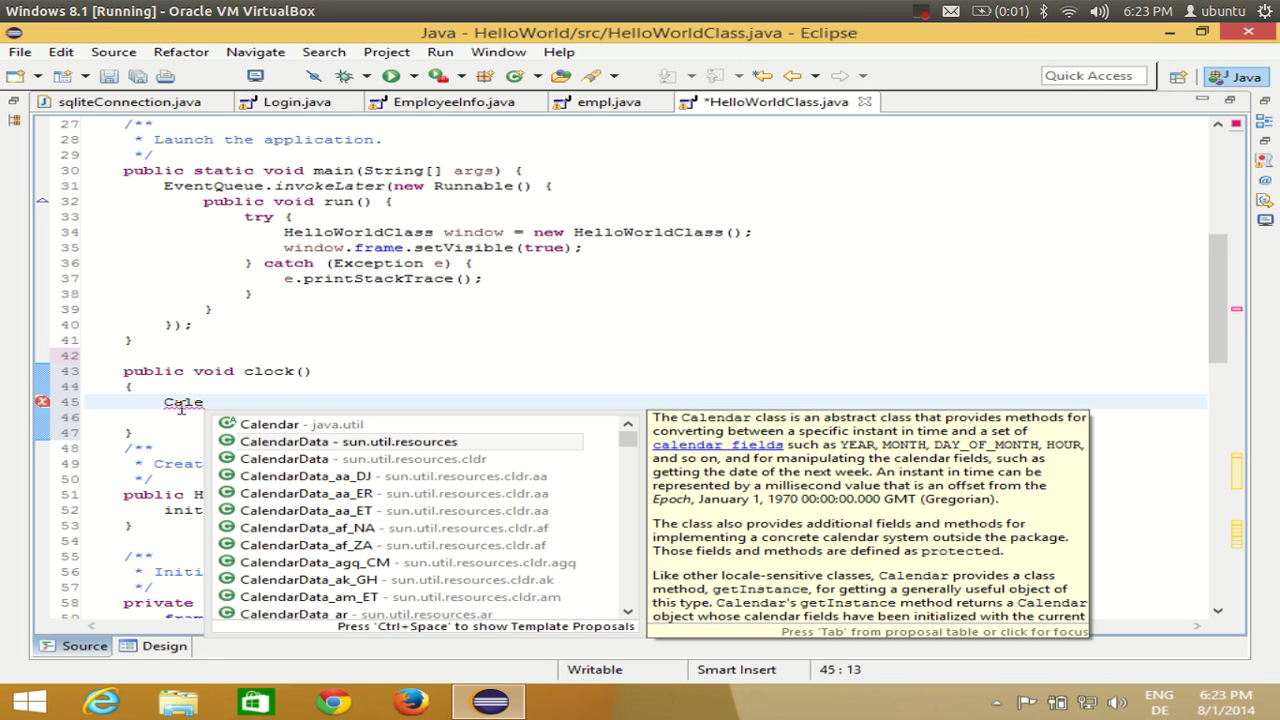 Windows 8.1 [Running] - Oracle VM VirtualBox
(0:01) 6:23 PM ubuntu
Java - HelloWorld/src/HelloWorldClass.java - Eclipse
File Edit Source Refactor Navigate Search Project Run Window Help
Quick Access Java
sqliteConnection.java Login.java EmployeeInfo.java empl.java *HelloWorldClass.java
27 /**
28 * Launch the application.
29 */
30 public static void main(String[] args) {
31 EventQueue.invokeLater(new Runnable() {
32 public void run() {
33 try {
34 HelloWorldClass window = new HelloWorldClass();
35 window.frame.setVisible(true);
36 } catch (Exception e) {
37 e.printStackTrace();
38 }
39 }
40 });
41 }
42
43 public void clock()
44 {
45 Cale
46
47 }
48 /**
49 * Creat
50 */
51 public H
52 init
53 }
54
55 /**
56 * Initi
57 */
58 private
59 fram
Calendar - java.util
CalendarData - sun.util.resources
CalendarData - sun.util.resources.cldr
CalendarData_aa_DJ - sun.util.resources.cldr.aa
CalendarData_aa_ER - sun.util.resources.cldr.aa
CalendarData_aa_ET - sun.util.resources.cldr.aa
CalendarData_af_NA - sun.util.resources.cldr.af
CalendarData_af_ZA - sun.util.resources.cldr.af
CalendarData_agq_CM - sun.util.resources.cldr.agq
CalendarData_ak_GH - sun.util.resources.cldr.ak
CalendarData_am_ET - sun.util.resources.cldr.am
CalendarData_ar - sun.util.resources.ar
Press 'Ctrl+Space' to show Template Proposals
The Calendar class is an abstract class that provides methods for
converting between a specific instant in time and a set of
calendar fields such as YEAR, MONTH, DAY_OF_MONTH, HOUR,
and so on, and for manipulating the calendar fields, such as
getting the date of the next week. An instant in time can be
represented by a millisecond value that is an offset from the
Epoch, January 1, 1970 00:00:00.000 GMT (Gregorian).
The class also provides additional fields and methods for
implementing a concrete calendar system outside the package.
Those fields and methods are defined as protected.
Like other locale-sensitive classes, Calendar provides a class
method, getInstance, for getting a generally useful object of
this type. Calendar's getInstance method returns a Calendar
object whose calendar fields have been initialized with the current
Press 'Tab' from proposal table or click for focus
Source Design
Writable Smart Insert 45 : 13
ENG 6:23 PM
DE 8/1/2014